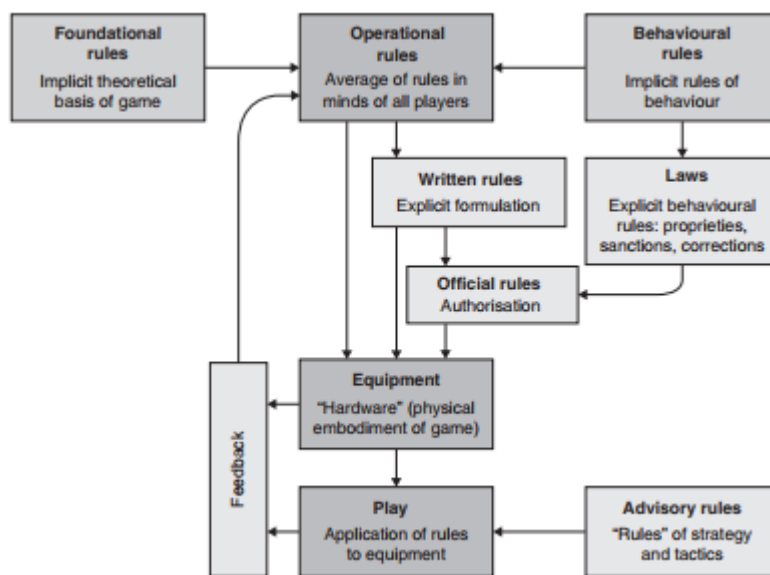 Foundational
rules
Implicit theoretical
basis of game
Operational
rules
Average of rules in
minds of all players
Behavioural
rules
Implicit rules of
behaviour
Written rules
Explicit formulation
Laws
Explicit behavioural
rules: proprieties,
sanctions, corrections
Official rules
Authorisation
Equipment
“Hardware” (physical
embodiment of game)
Feedback
Play
Application of rules
to equipment
Advisory rules
“Rules” of strategy
and tactics